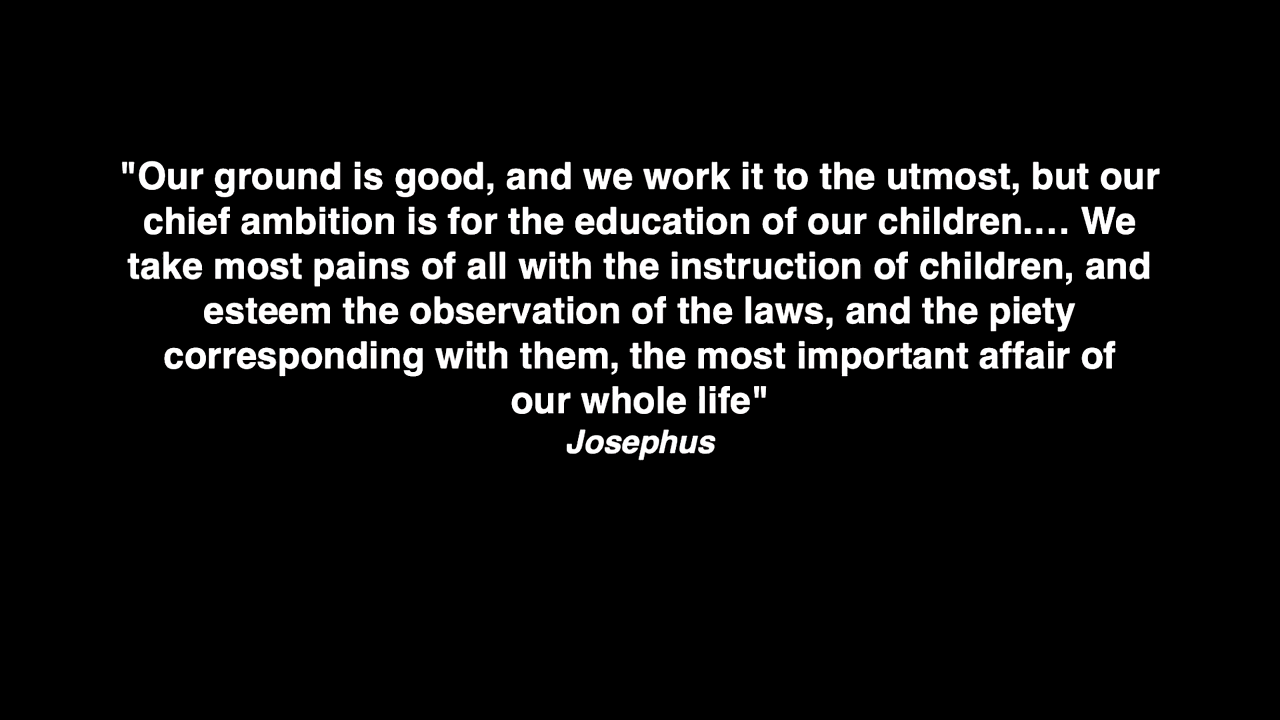 "Our ground is good, and we work it to the utmost, but our
chief ambition is for the education of our children.... We
take most pains of all with the instruction of children, and
esteem the observation of the laws, and the piety
corresponding with them, the most important affair of
our whole life"
Josephus